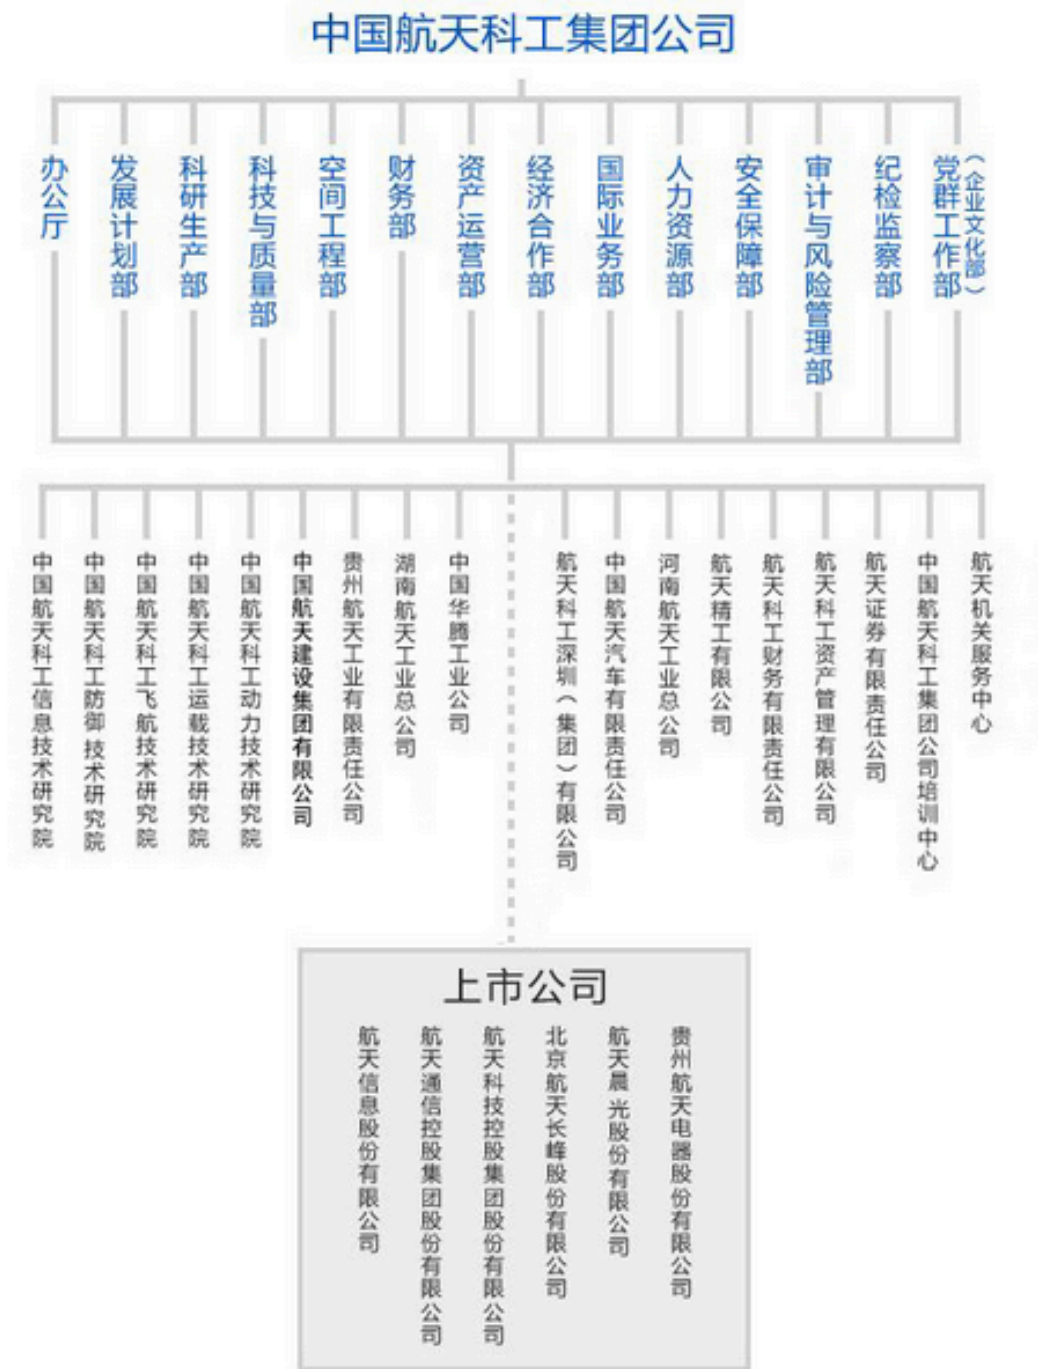 中国航天科工集团公司
办公厅
发展计划部
科研生产部
科技与质量部
空间工程部
财务部
资产运营部
经济合作部
国际业务部
人力资源部
安全保障部
审计与风险管理部
纪检监察部
党群工作部
（企业文化部）
中国航天科工信息技术研究院
中国航天科工防御技术研究院
中国航天科工飞航技术研究院
中国航天科工运载技术研究院
中国航天科工动力技术研究院
中国航天建设集团有限公司
贵州航天工业有限责任公司
湖南航天工业总公司
中国华腾工业公司
航天科工深圳（集团）有限公司
中国航天汽车有限责任公司
河南航天工业总公司
航天精工有限公司
航天科工财务有限责任公司
航天科工资产管理有限公司
航天证券有限责任公司
中国航天科工集团公司培训中心
航天机关服务中心
上市公司
航天信息股份有限公司
航天通信控股集团股份有限公司
航天科技控股集团股份有限公司
北京航天长峰股份有限公司
航天晨光股份有限公司
贵州航天电器股份有限公司